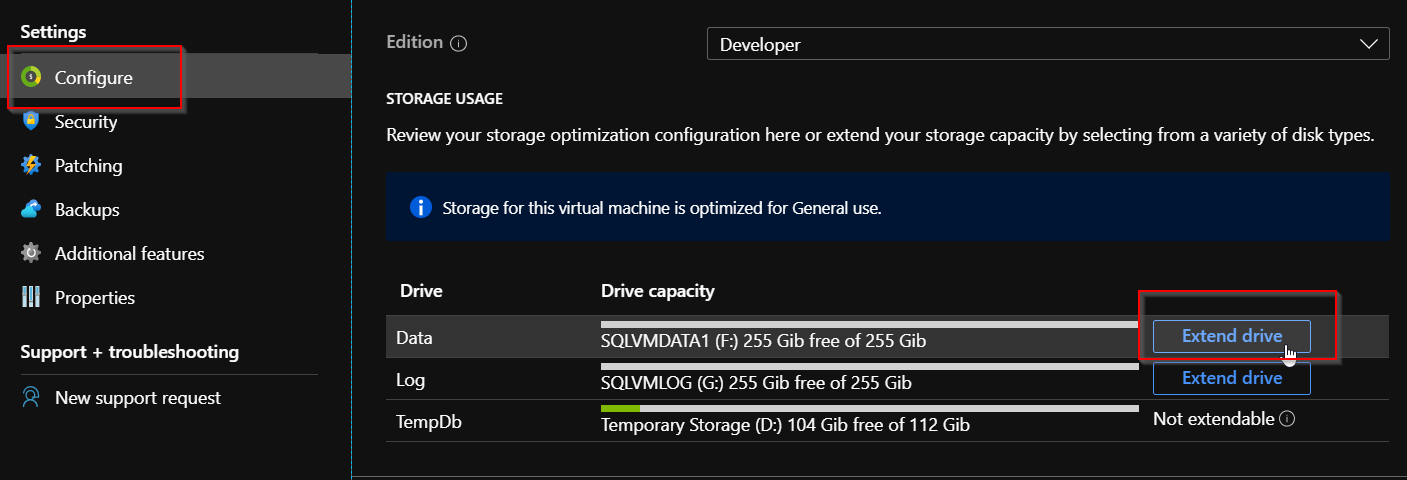 Settings
Configure
Security
Patching
Backups
Additional features
Properties
Support + troubleshooting
New support request
Edition
Developer
STORAGE USAGE
Review your storage optimization configuration here or extend your storage capacity by selecting from a variety of disk types.
Storage for this virtual machine is optimized for General use.
Drive Drive capacity
Data SQLVMDATA1 (F:) 255 Gib free of 255 Gib Extend drive
Log SQLVMLOG (G:) 255 Gib free of 255 Gib Extend drive
TempDb Temporary Storage (D:) 104 Gib free of 112 Gib Not extendable